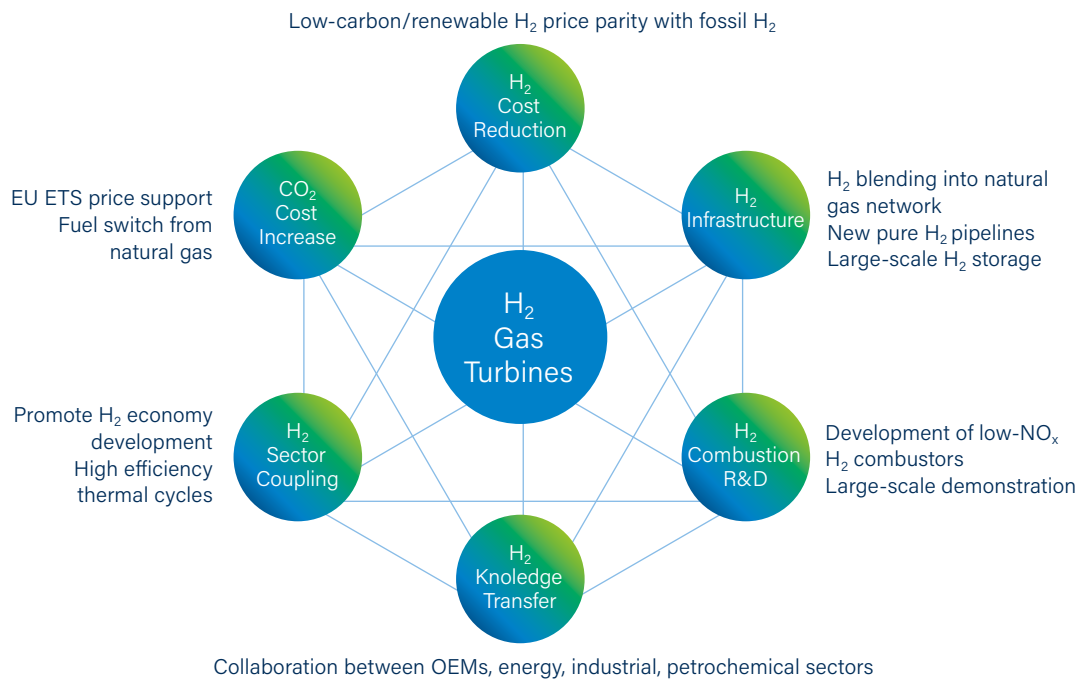 Low-carbon/renewable H₂ price parity with fossil H₂
H₂
Cost
Reduction
CO₂
Cost
Increase
EU ETS price support
Fuel switch from
natural gas
H₂
Infrastructure
H₂ blending into natural
gas network
New pure H₂ pipelines
Large-scale H₂ storage
H₂
Gas
Turbines
Promote H₂ economy
development
High efficiency
thermal cycles
H₂
Sector
Coupling
H₂
Combustion
R&D
Development of low-NOₓ
H₂ combustors
Large-scale demonstration
H₂
Knoledge
Transfer
Collaboration between OEMs, energy, industrial, petrochemical sectors